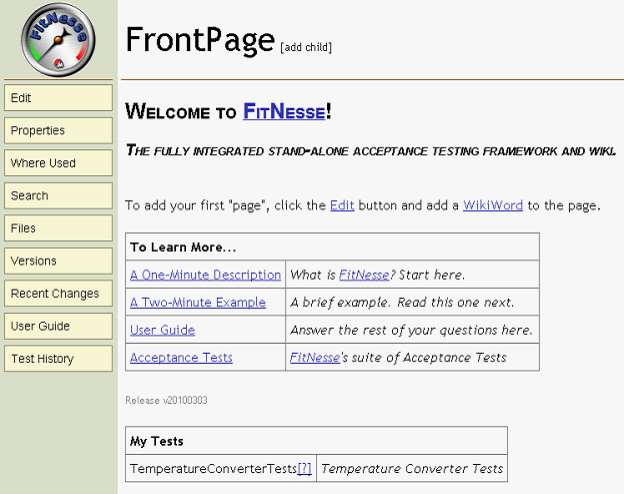 FitNesse
FrontPage [add child]
Edit
Properties
Where Used
Search
Files
Versions
Recent Changes
User Guide
Test History
Welcome to FitNesse!
The fully integrated stand-alone acceptance testing framework and wiki.
To add your first "page", click the Edit button and add a WikiWord to the page.
To Learn More...
A One-Minute Description What is FitNesse? Start here.
A Two-Minute Example A brief example. Read this one next.
User Guide Answer the rest of your questions here.
Acceptance Tests FitNesse's suite of Acceptance Tests
Release v20100303
My Tests
TemperatureConverterTests[?] Temperature Converter Tests